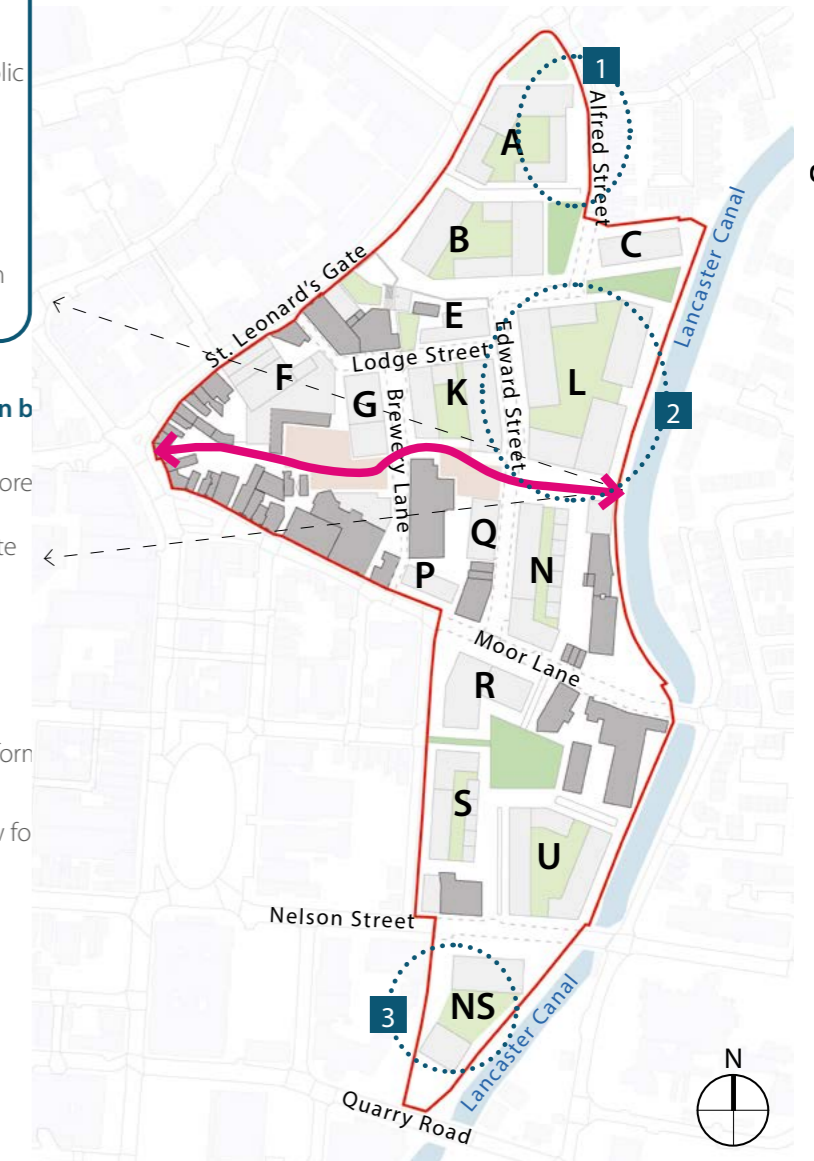 lic
1
Alfred Street
A
B
C
Lancaster Canal
n
St. Leonard's Gate
E
Lodge Street
Edward Street
F
G
K
L
Brewery Lane
2
n b
ore
te
Q
P
N
Moor Lane
R
y fo
S
U
Nelson Street
NS
3
Lancaster Canal
Quarry Road
N